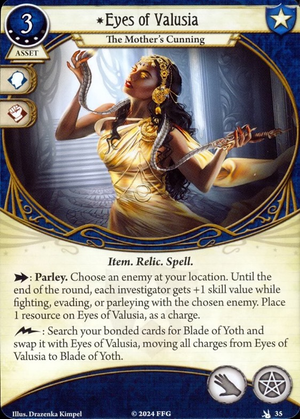 3
*Eyes of Valusia
ASSET
The Mother's Cunning
Item. Relic. Spell.
: Parley. Choose an enemy at your location. Until
the end of the round, each investigator gets +1 skill value while
fighting, evading, or parleying with the chosen enemy. Place
1 resource on Eyes of Valusia, as a charge.
: Search your bonded cards for Blade of Yoth and
swap it with Eyes of Valusia, moving all charges from Eyes of
Valusia to Blade of Yoth.
Illus. Drazenka Kimpel
© 2024 FFG
35